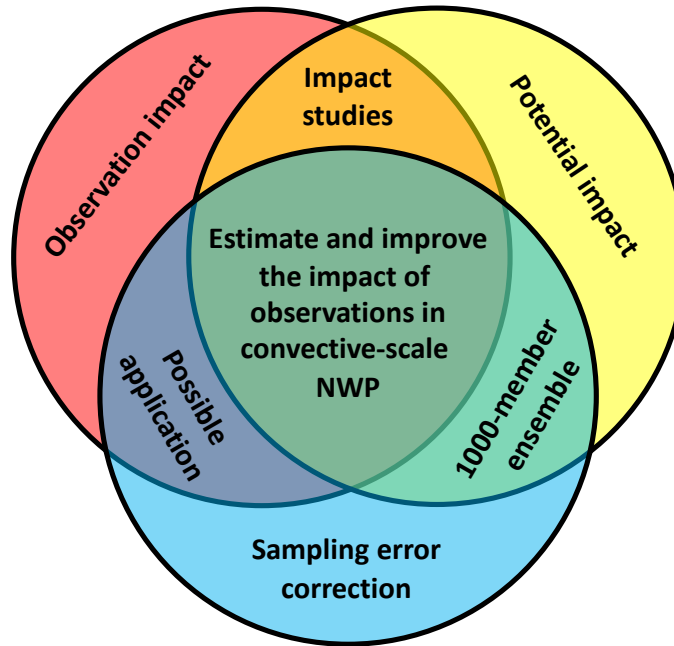 Impact
studies
Observation impact
Potential impact
Estimate and improve
the impact of
observations in
convective-scale
NWP
Possible
application
1000-member
ensemble
Sampling error
correction